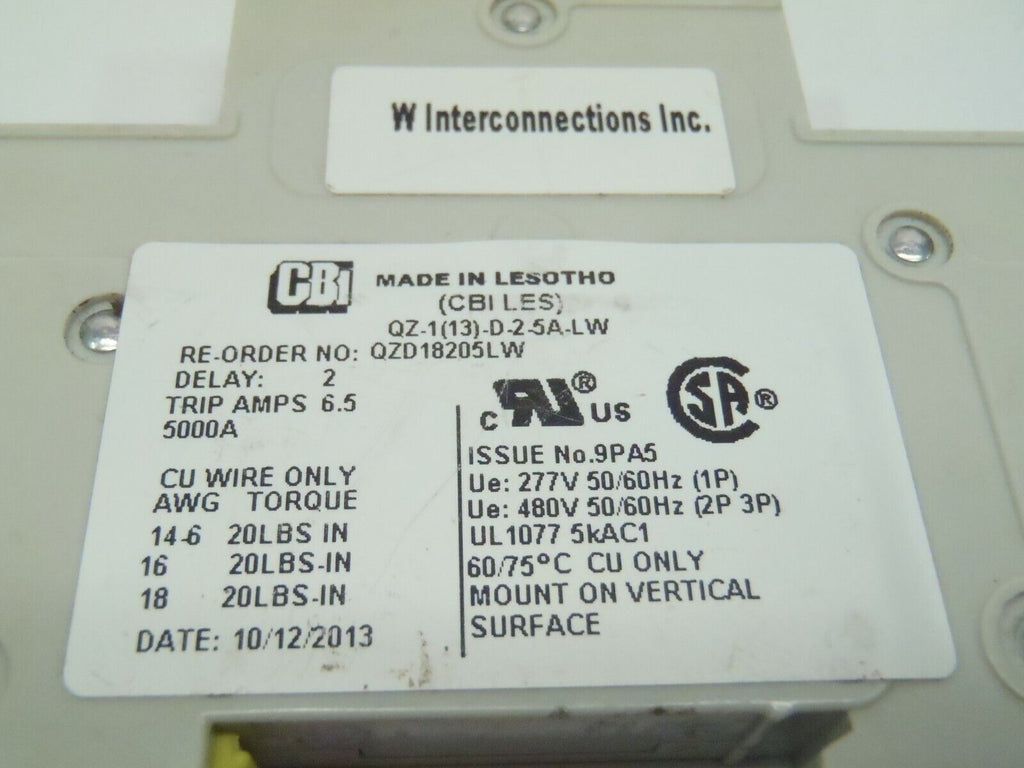 W Interconnections Inc.
CBi MADE IN LESOTHO
(CBI LES)
QZ-1(13)-D-2-5A-LW
RE-ORDER NO: QZD18205LW
DELAY: 2
TRIP AMPS 6.5
5000A
CU WIRE ONLY
AWG TORQUE
14-6 20LBS IN
16 20LBS-IN
18 20LBS-IN
DATE: 10/12/2013
C UR ® US
SA ®
ISSUE No.9PA5
Ue: 277V 50/60Hz (1P)
Ue: 480V 50/60Hz (2P 3P)
UL1077 5kAC1
60/75°C CU ONLY
MOUNT ON VERTICAL
SURFACE